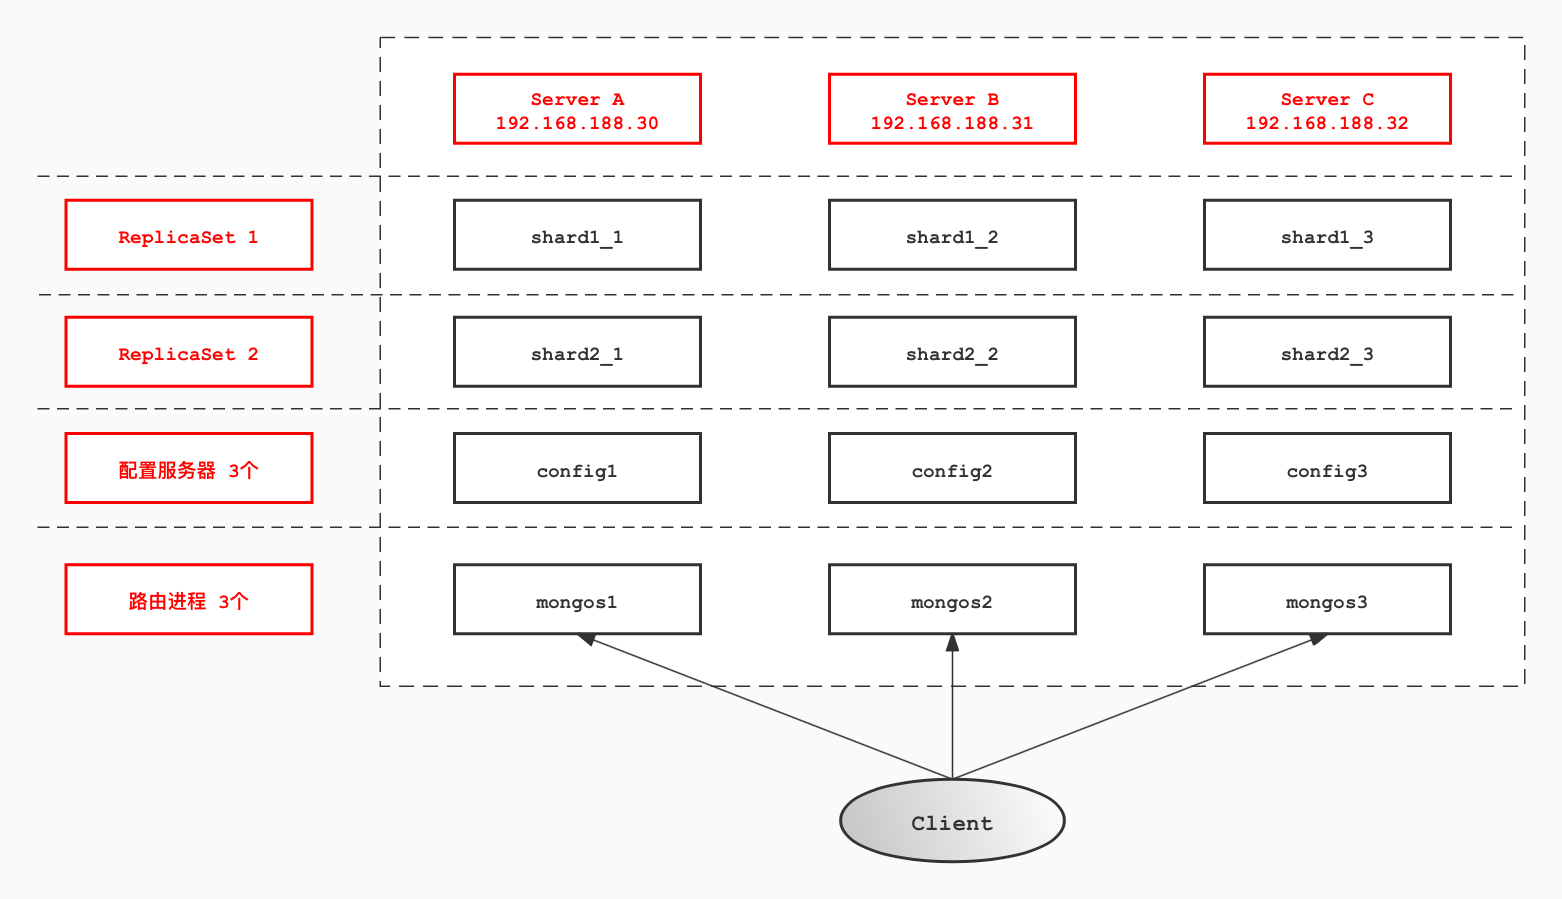 Server A
192.168.188.30
Server B
192.168.188.31
Server C
192.168.188.32
ReplicaSet 1
shard1_1
shard1_2
shard1_3
ReplicaSet 2
shard2_1
shard2_2
shard2_3
配置服务器 3个
config1
config2
config3
路由进程 3个
mongos1
mongos2
mongos3
Client